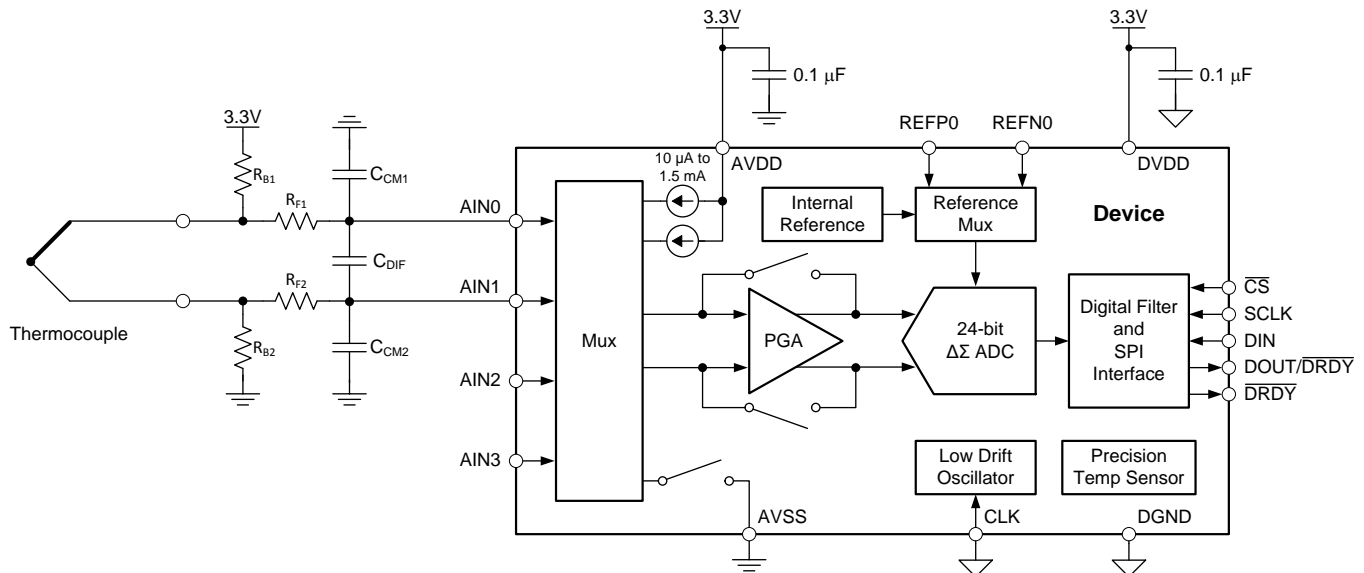 3.3V
3.3V
0.1 μF
0.1 μF
3.3V
REFP0
REFN0
10 μA to
1.5 mA
AVDD
DVDD
R_B1
C_CM1
R_F1
AIN0
Internal
Reference
Reference
Mux
Device
C_DIF
R_F2
AIN1
Thermocouple
R_B2
C_CM2
Mux
PGA
24-bit
ΔΣ ADC
Digital Filter
and
SPI
Interface
C̅S̅
SCLK
DIN
DOUT/D̅R̅D̅Y̅
D̅R̅D̅Y̅
AIN2
AIN3
Low Drift
Oscillator
Precision
Temp Sensor
AVSS
CLK
DGND